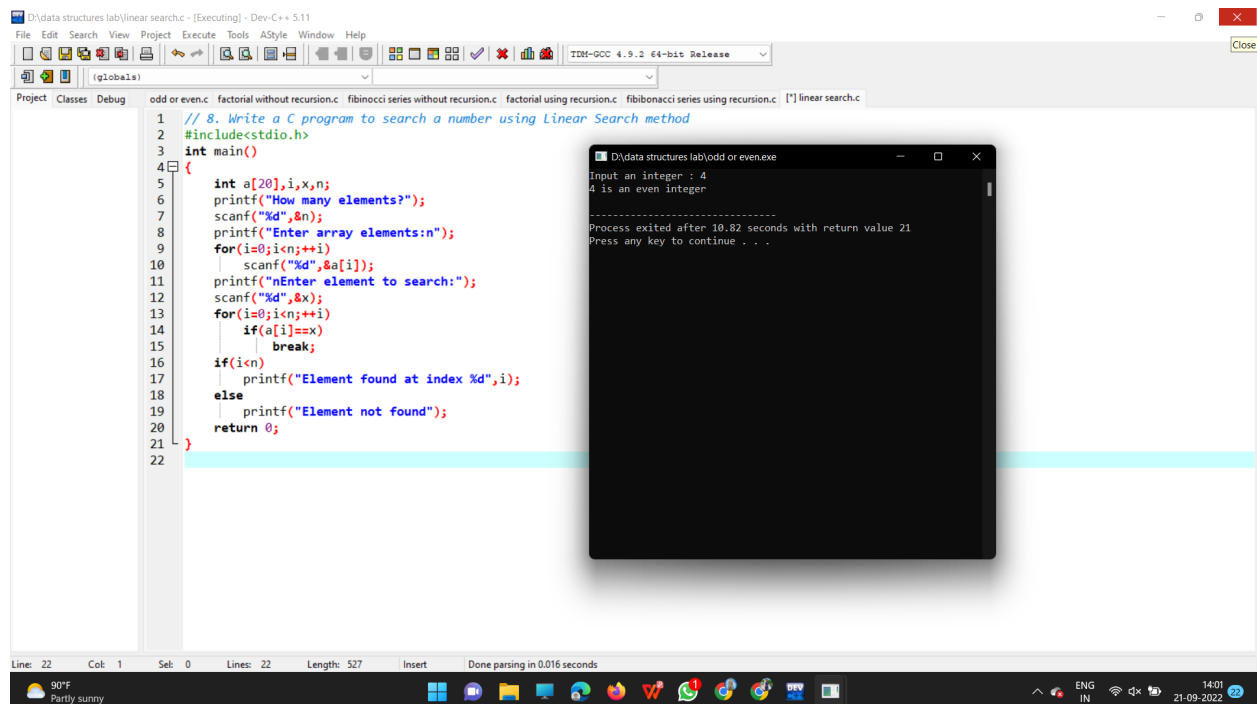 D:\data structures lab\linear search.c - [Executing] - Dev-C++ 5.11
File Edit Search View Project Execute Tools AStyle Window Help
Close
TDM-GCC 4.9.2 64-bit Release
(globals)
Project Classes Debug
odd or even.c factorial without recursion.c fibinocci series without recursion.c factorial using recursion.c fibibonacci series using recursion.c [*] linear search.c
1 // 8. Write a C program to search a number using Linear Search method
2 #include<stdio.h>
3 int main()
4 {
5 int a[20],i,x,n;
6 printf("How many elements?");
7 scanf("%d",&n);
8 printf("Enter array elements:n");
9 for(i=0;i<n;++i)
10 scanf("%d",&a[i]);
11 printf("nEnter element to search:");
12 scanf("%d",&x);
13 for(i=0;i<n;++i)
14 if(a[i]==x)
15 break;
16 if(i<n)
17 printf("Element found at index %d",i);
18 else
19 printf("Element not found");
20 return 0;
21 }
22
D:\data structures lab\odd or even.exe
Input an integer : 4
4 is an even integer
--------------------------------
Process exited after 10.82 seconds with return value 21
Press any key to continue . . .
Line: 22 Col: 1 Sel: 0 Lines: 22 Length: 527 Insert Done parsing in 0.016 seconds
90°F
Partly sunny
1
DEV
ENG
IN
14:01
21-09-2022
22